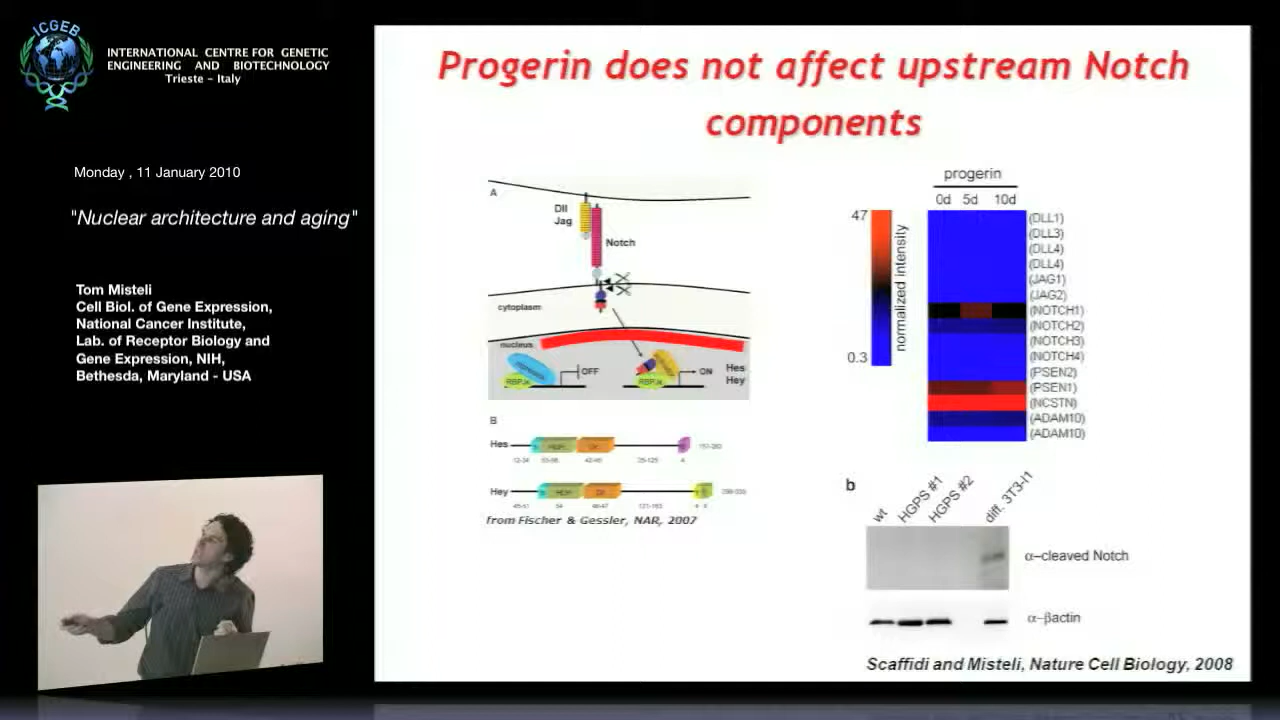 ICGEB
INTERNATIONAL CENTRE FOR GENETIC
ENGINEERING AND BIOTECHNOLOGY
Trieste - Italy
Monday , 11 January 2010
"Nuclear architecture and aging"
Tom Misteli
Cell Biol. of Gene Expression,
National Cancer Institute,
Lab. of Receptor Biology and
Gene Expression, NIH,
Bethesda, Maryland - USA
Progerin does not affect upstream Notch
components
A
Dll
Jag
Notch
cytoplasm
nucleus
RBPJk
OFF
RBPJk
ON
Hes
Hey
B
Hes
Hey
from Fischer & Gessler, NAR, 2007
progerin
0d 5d 10d
47
0.3
normalized intensity
(DLL1)
(DLL3)
(DLL4)
(DLL4)
(JAG1)
(JAG2)
(NOTCH1)
(NOTCH2)
(NOTCH3)
(NOTCH4)
(PSEN2)
(PSEN1)
(NCSTN)
(ADAM10)
(ADAM10)
b
wt
HGPS #1
HGPS #2
diff. 3T3-l1
α–cleaved Notch
α–βactin
Scaffidi and Misteli, Nature Cell Biology, 2008